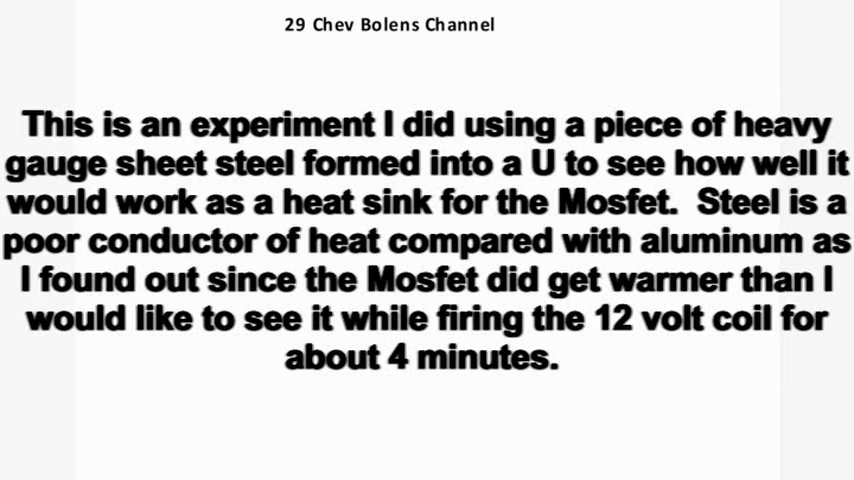 29 Chev Bolens Channel
This is an experiment I did using a piece of heavy
gauge sheet steel formed into a U to see how well it
would work as a heat sink for the Mosfet.  Steel is a
poor conductor of heat compared with aluminum as
I found out since the Mosfet did get warmer than I
would like to see it while firing the 12 volt coil for
about 4 minutes.